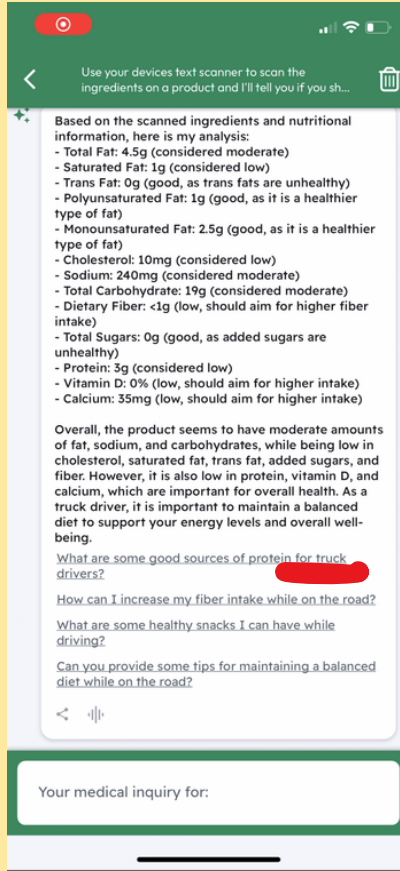 Use your devices text scanner to scan the
ingredients on a product and I'll tell you if you sh...
Based on the scanned ingredients and nutritional
information, here is my analysis:
- Total Fat: 4.5g (considered moderate)
- Saturated Fat: 1g (considered low)
- Trans Fat: 0g (good, as trans fats are unhealthy)
- Polyunsaturated Fat: 1g (good, as it is a healthier
type of fat)
- Monounsaturated Fat: 2.5g (good, as it is a healthier
type of fat)
- Cholesterol: 10mg (considered low)
- Sodium: 240mg (considered moderate)
- Total Carbohydrate: 19g (considered moderate)
- Dietary Fiber: <1g (low, should aim for higher fiber
intake)
- Total Sugars: 0g (good, as added sugars are
unhealthy)
- Protein: 3g (considered low)
- Vitamin D: 0% (low, should aim for higher intake)
- Calcium: 35mg (low, should aim for higher intake)
Overall, the product seems to have moderate amounts
of fat, sodium, and carbohydrates, while being low in
cholesterol, saturated fat, trans fat, added sugars, and
fiber. However, it is also low in protein, vitamin D, and
calcium, which are important for overall health. As a
truck driver, it is important to maintain a balanced
diet to support your energy levels and overall well-
being.
What are some good sources of protein for truck
drivers?
How can I increase my fiber intake while on the road?
What are some healthy snacks I can have while
driving?
Can you provide some tips for maintaining a balanced
diet while on the road?
Your medical inquiry for: